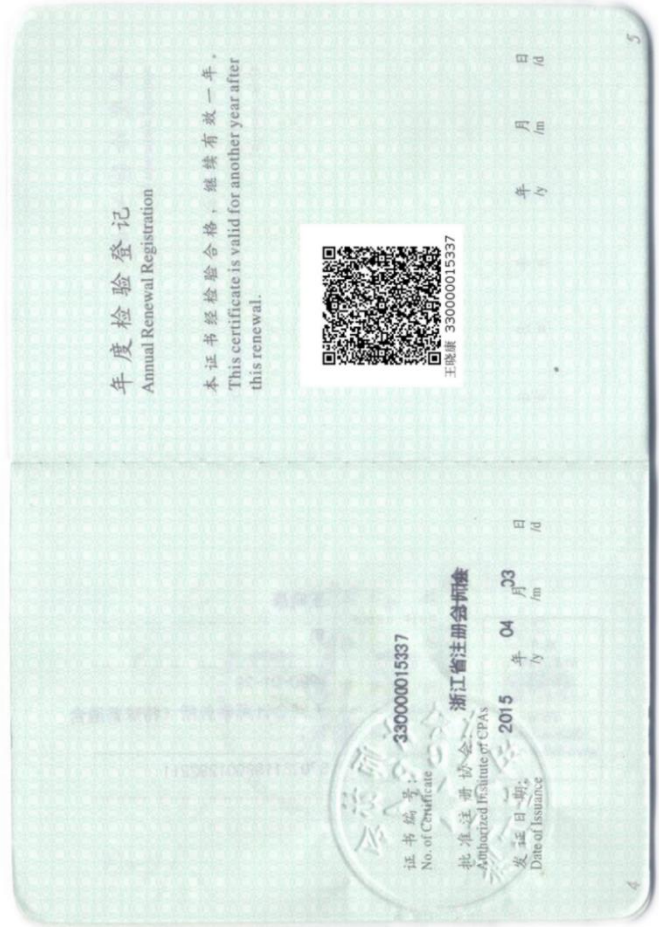 证书编号:
330000015337
No. of Certificate
批准注册协会:
浙江省注册会计师协会
Authorized Institute of CPAs
发证日期:
2015 年 04 月 03 日
Date of Issuance /y /m /d
4
年度检验登记
Annual Renewal Registration
本证书经检验合格，继续有效一年。
This certificate is valid for another year after
this renewal.
王晓康 330000015337
年 月 日
/y /m /d
5